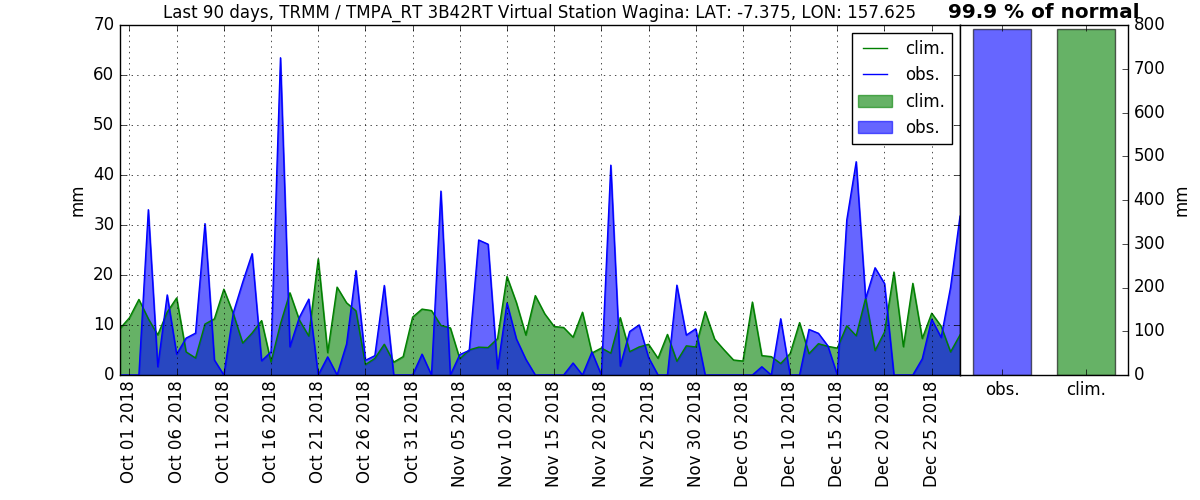 Last 90 days, TRMM / TMPA_RT 3B42RT Virtual Station Wagina: LAT: -7.375, LON: 157.625
99.9 % of normal
70
60
50
40
30
20
10
0
mm
clim.
obs.
clim.
obs.
800
700
600
500
400
300
200
100
0
mm
obs.
clim.
Oct 01 2018
Oct 06 2018
Oct 11 2018
Oct 16 2018
Oct 21 2018
Oct 26 2018
Oct 31 2018
Nov 05 2018
Nov 10 2018
Nov 15 2018
Nov 20 2018
Nov 25 2018
Nov 30 2018
Dec 05 2018
Dec 10 2018
Dec 15 2018
Dec 20 2018
Dec 25 2018